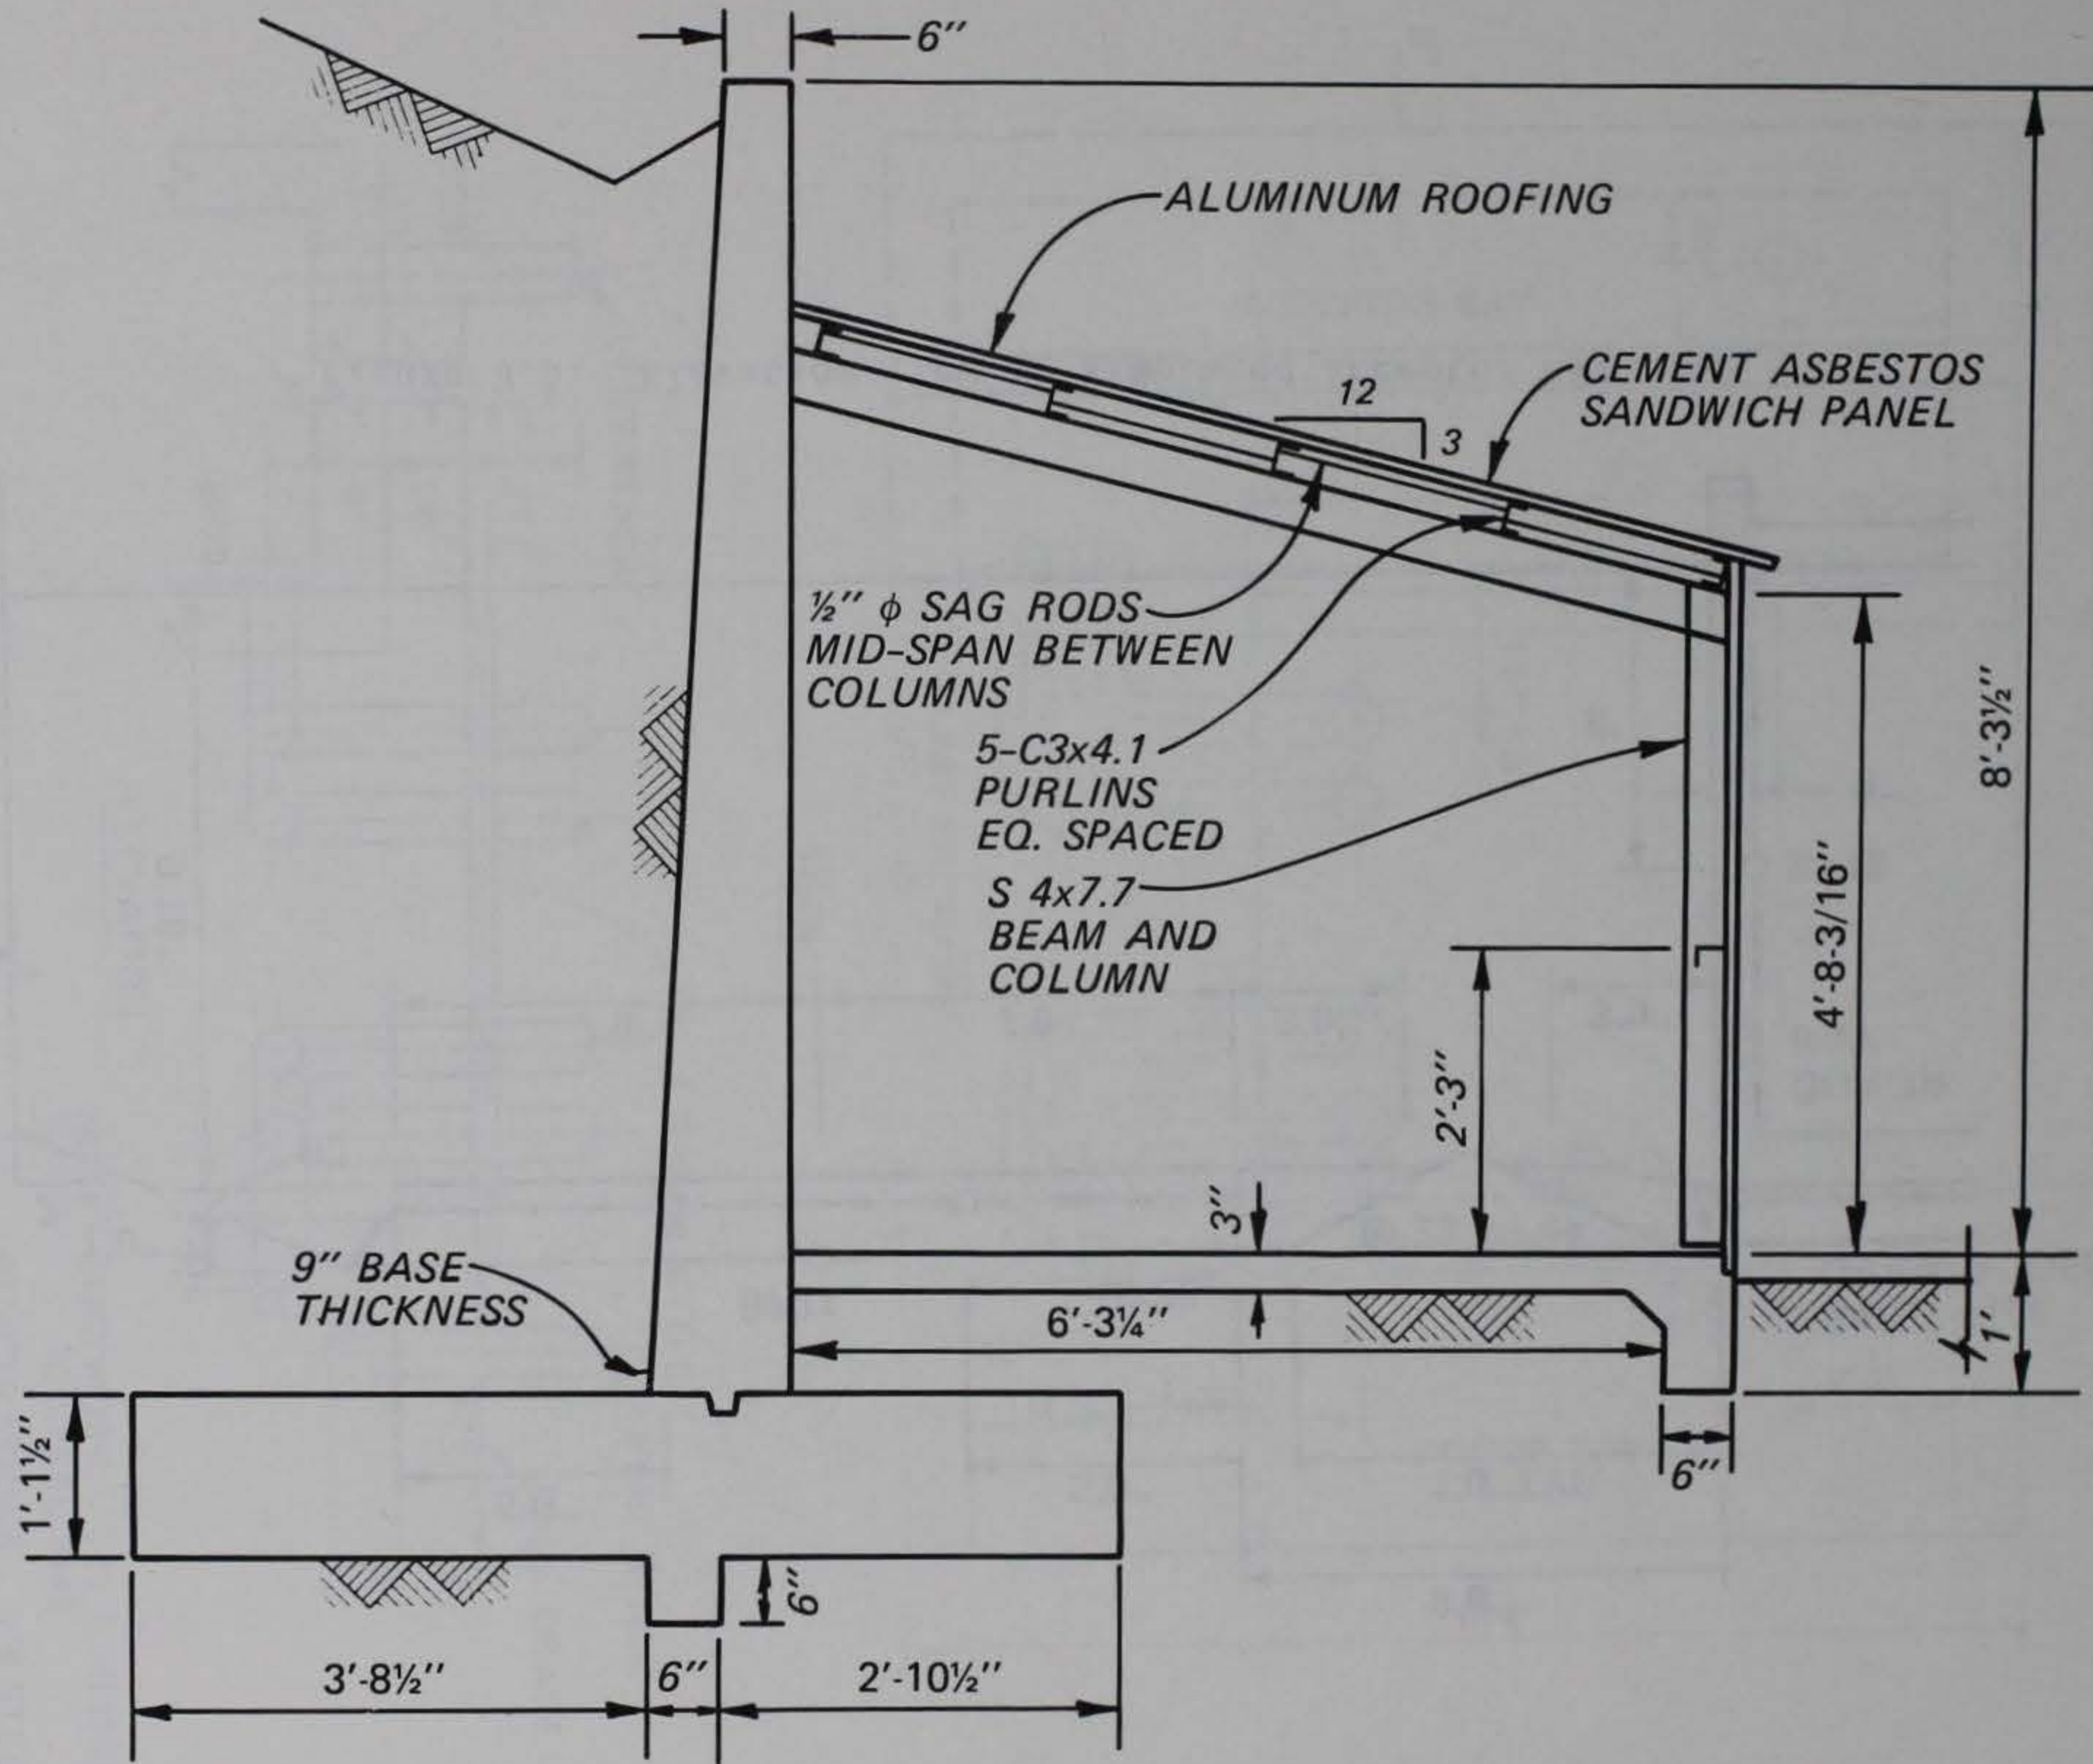 6"
ALUMINUM ROOFING
CEMENT ASBESTOS
SANDWICH PANEL
12
3
½" ϕ SAG RODS
MID-SPAN BETWEEN
COLUMNS
5-C3x4.1
PURLINS
EQ. SPACED
S 4x7.7
BEAM AND
COLUMN
8'-3½"
4'-8-3/16"
2'-3"
3"
9" BASE
THICKNESS
6'-3¼"
1'
6"
1'-1½"
6"
3'-8½"
6"
2'-10½"